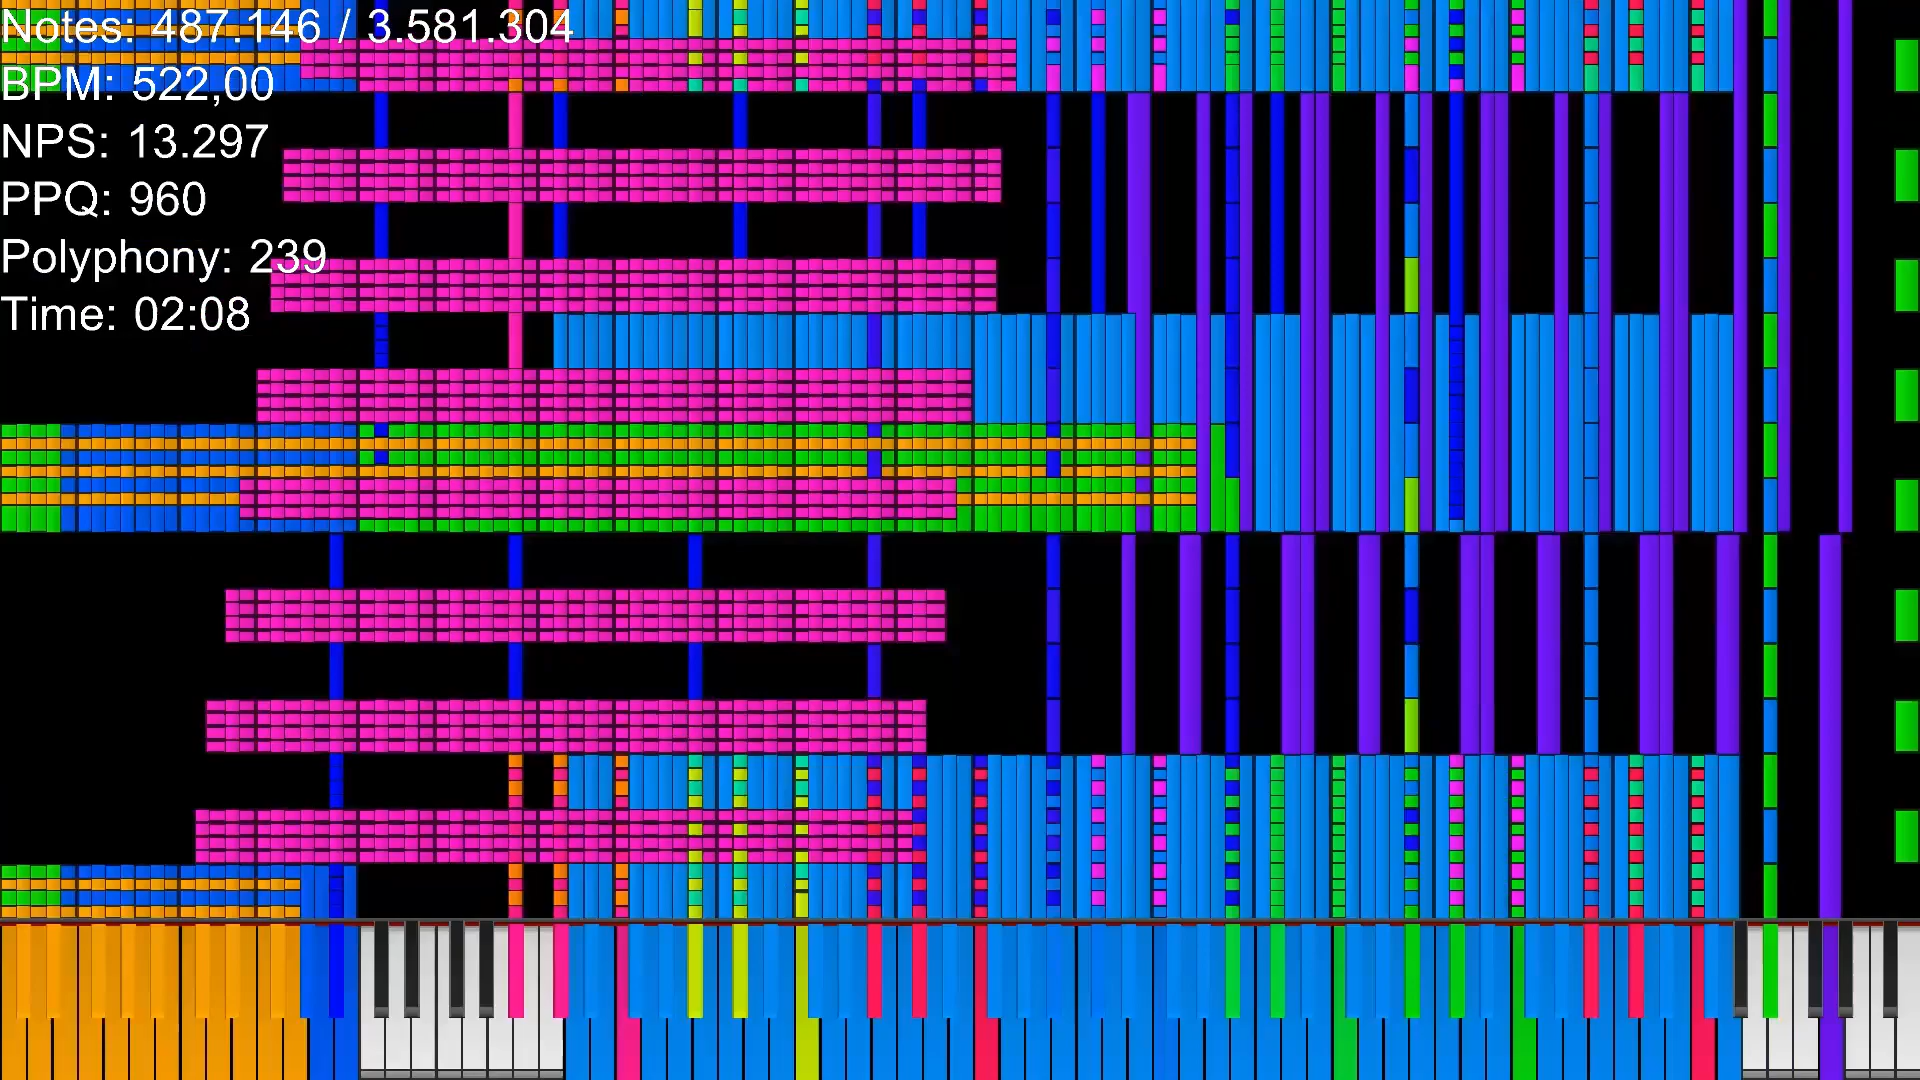 Notes: 487.146 / 3.581.304
BPM: 522,00
NPS: 13.297
PPQ: 960
Polyphony: 239
Time: 02:08